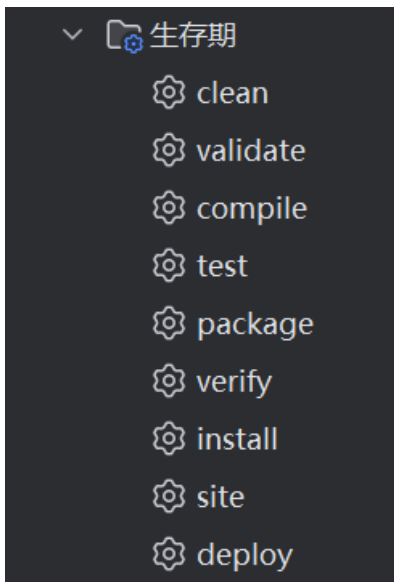 生存期
clean
validate
compile
test
package
verify
install
site
deploy